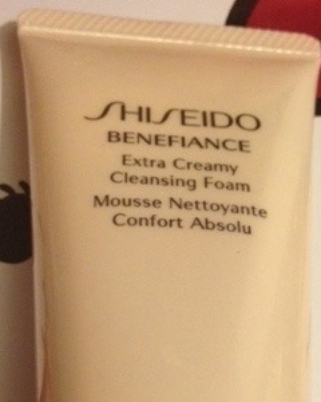 SHISEIDO
BENEFIANCE
Extra Creamy
Cleansing Foam
Mousse Nettoyante
Confort Absolu